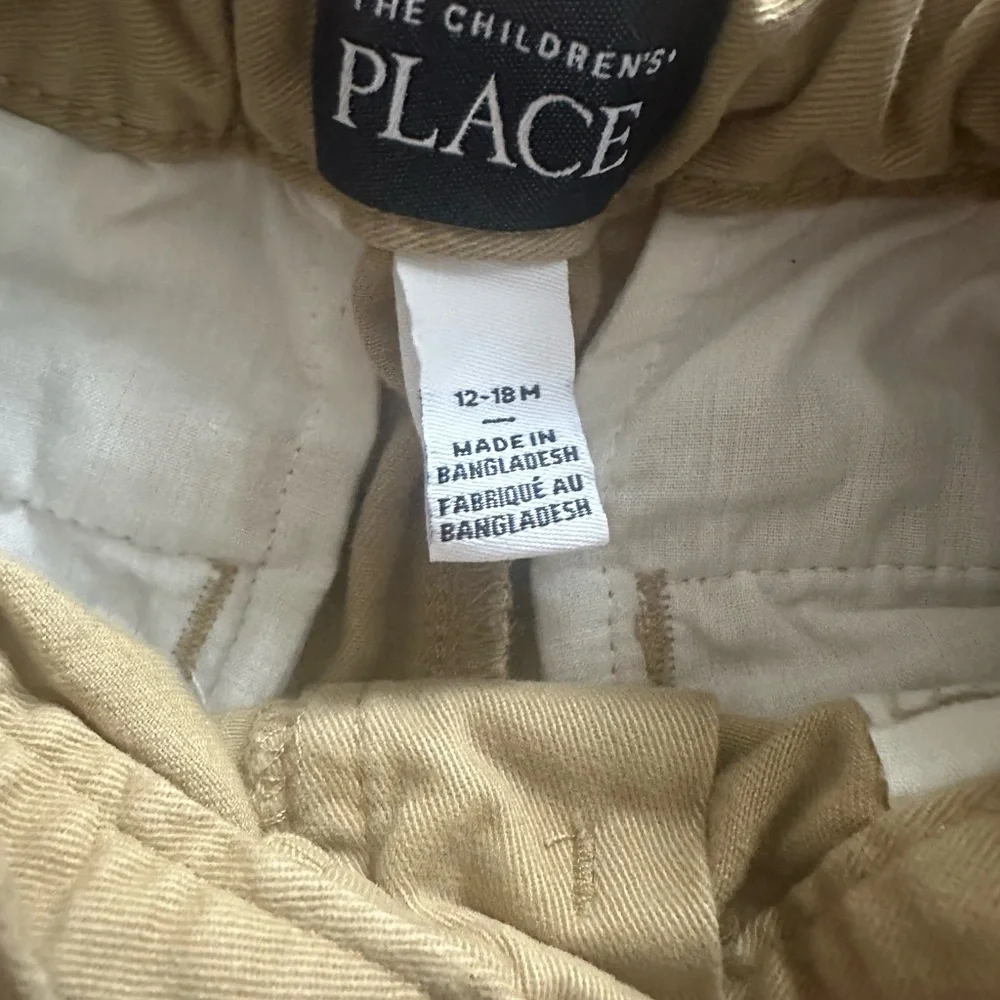 THE CHILDREN'S
PLACE
12-18 M
—
MADE IN
BANGLADESH
FABRIQUÉ AU
BANGLADESH